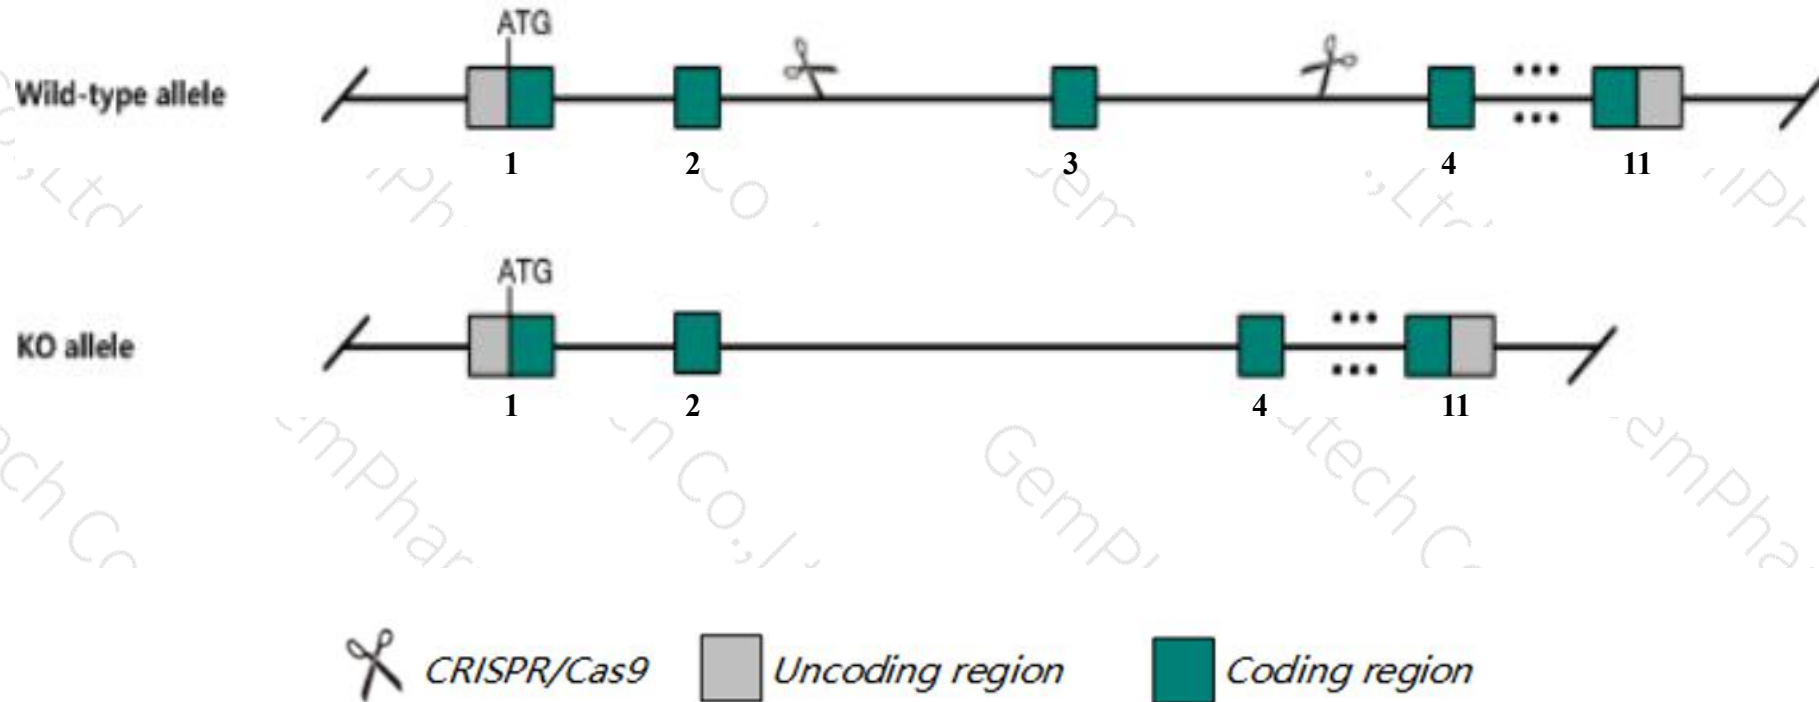 ATG
Wild-type allele
1 2 3 4 11
ATG
KO allele
1 2 4 11
CRISPR/Cas9 Uncoding region Coding region